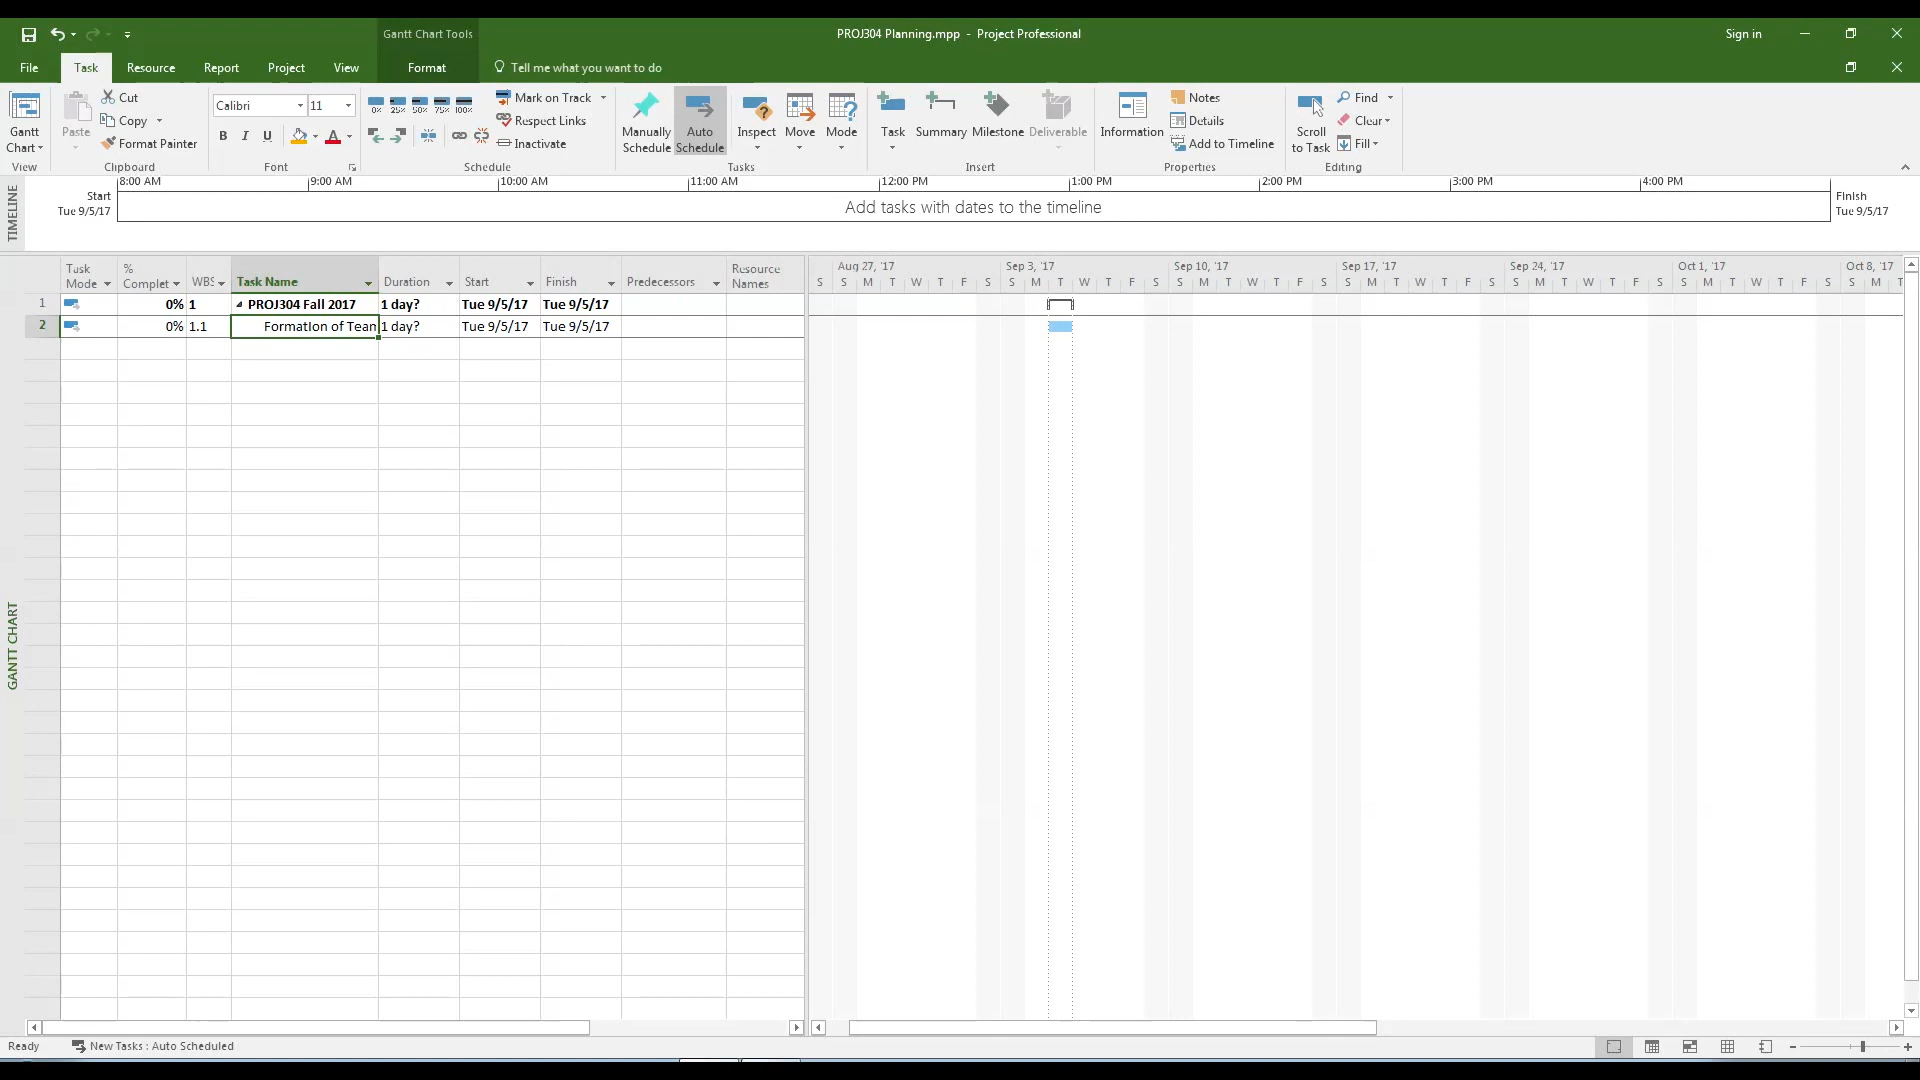 Gantt Chart Tools
PROJ304 Planning.mpp - Project Professional
Sign in
File
Task
Resource
Report
Project
View
Format
Tell me what you want to do
Gantt
Chart
View
Paste
Cut
Copy
Format Painter
Clipboard
Calibri
11
B I U
A
Font
0% 25% 50% 75% 100%
Mark on Track
Respect Links
Inactivate
Schedule
Manually
Schedule
Auto
Schedule
Inspect
Move
Mode
Tasks
Task
Summary
Milestone
Deliverable
Insert
Information
Notes
Details
Add to Timeline
Properties
Scroll
to Task
Find
Clear
Fill
Editing
TIMELINE
Start
Tue 9/5/17
8:00 AM 9:00 AM 10:00 AM 11:00 AM 12:00 PM 1:00 PM 2:00 PM 3:00 PM 4:00 PM
Add tasks with dates to the timeline
Finish
Tue 9/5/17
Task
Mode
%
Complet
WBS
Task Name
Duration
Start
Finish
Predecessors
Resource
Names
Aug 27, '17 Sep 3, '17 Sep 10, '17 Sep 17, '17 Sep 24, '17 Oct 1, '17 Oct 8, '17
S S M T W T F S S M T W T F S S M T W T F S S M T W T F S S M T W T F S S M T W T F S S M T
1 0% 1 PROJ304 Fall 2017 1 day? Tue 9/5/17 Tue 9/5/17
2 0% 1.1 Formation of Team 1 day? Tue 9/5/17 Tue 9/5/17
GANTT CHART
Ready
New Tasks : Auto Scheduled